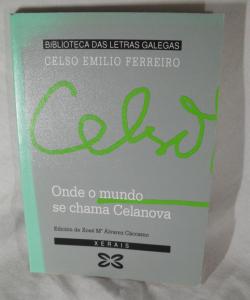 BIBLIOTECA DAS LETRAS GALEGAS
CELSO EMILIO FERREIRO
Celso
Onde o mundo
se chama Celanova
Edición de Xosé Mª Álvarez Cáccamo
XERAIS